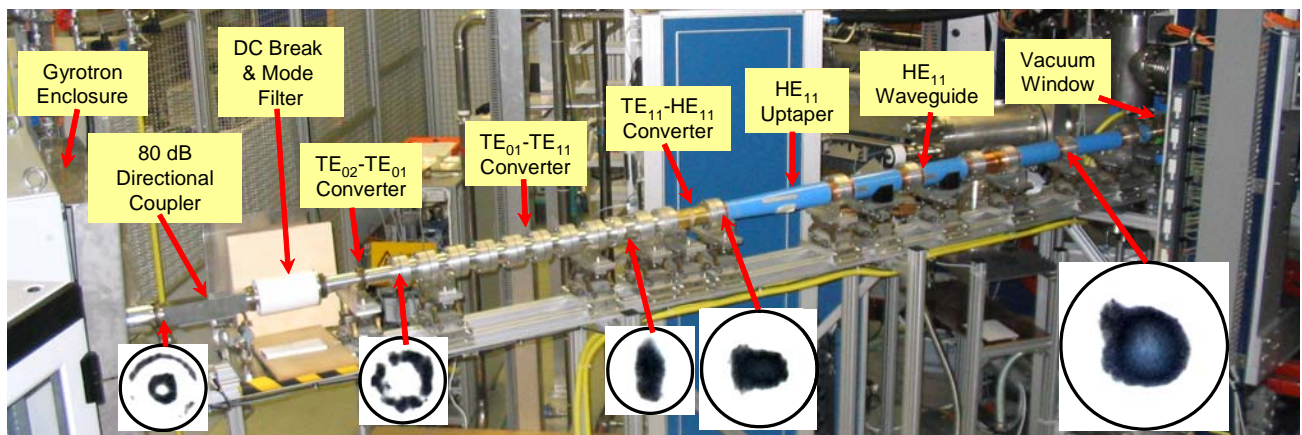 Gyrotron
Enclosure
80 dB
Directional
Coupler
DC Break
& Mode
Filter
TE₀₂-TE₀₁
Converter
TE₀₁-TE₁₁
Converter
TE₁₁-HE₁₁
Converter
HE₁₁
Uptaper
HE₁₁
Waveguide
Vacuum
Window